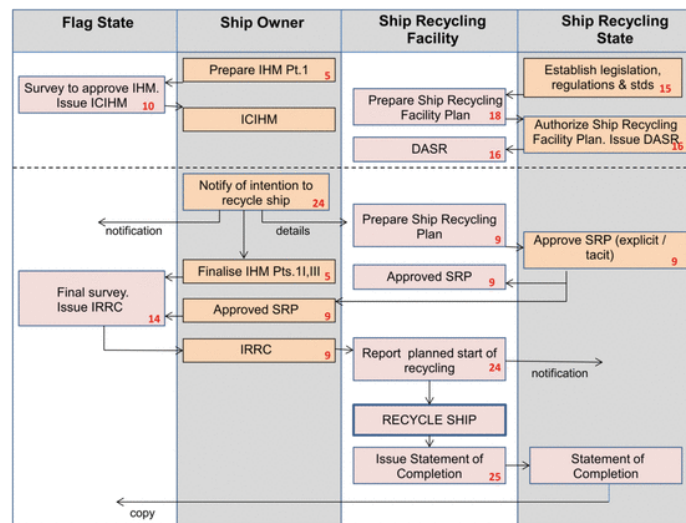 Flag State
Ship Owner
Ship Recycling
Facility
Ship Recycling
State
Prepare IHM Pt.1
5
Survey to approve IHM.
Issue ICIHM
10
ICIHM
Establish legislation,
regulations & stds
15
Prepare Ship Recycling
Facility Plan
18
Authorize Ship Recycling
Facility Plan. Issue DASR
16
DASR
16
Notify of intention to
recycle ship
24
notification
details
Prepare Ship Recycling
Plan
9
Approve SRP (explicit /
tacit)
9
Finalise IHM Pts.1I,III
5
Approved SRP
9
Final survey.
Issue IRRC
14
Approved SRP
9
IRRC
9
Report planned start of
recycling
24
notification
RECYCLE SHIP
Issue Statement of
Completion
25
Statement of
Completion
copy